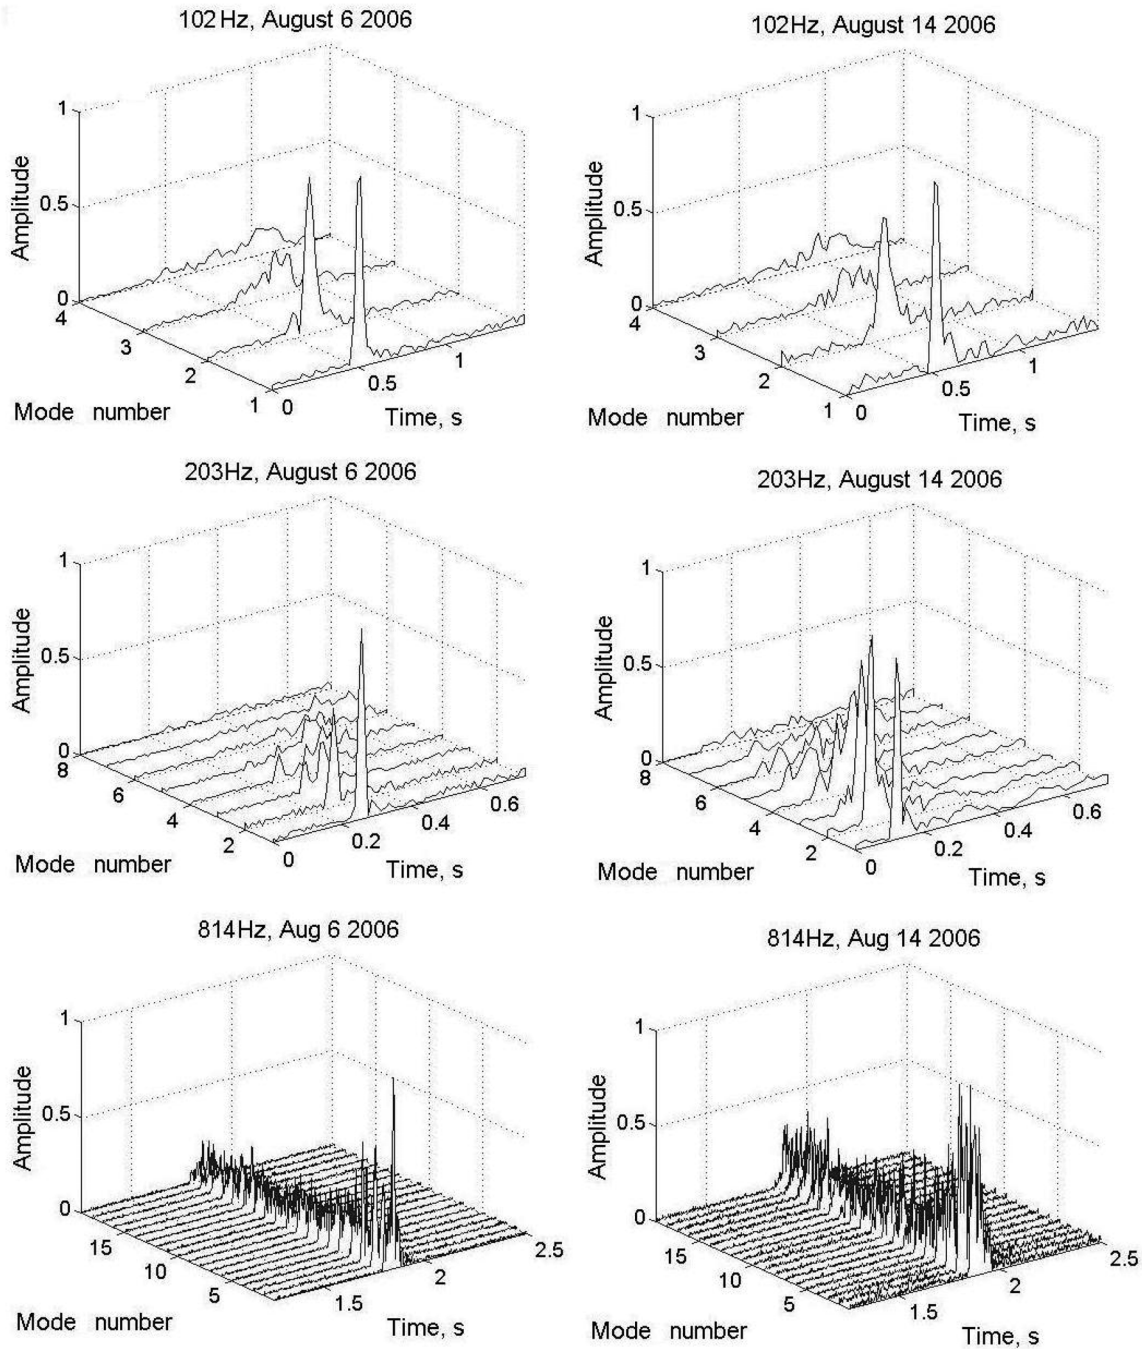 102Hz, August 6 2006
Amplitude
1
0.5
0
4
3
2
1
0
0.5
1
Mode number
Time, s
102Hz, August 14 2006
Amplitude
1
0.5
0
4
3
2
1
0
0.5
1
Mode number
Time, s
203Hz, August 6 2006
Amplitude
1
0.5
0
8
6
4
2
0
0.2
0.4
0.6
Mode number
Time, s
203Hz, August 14 2006
Amplitude
1
0.5
0
8
6
4
2
0
0.2
0.4
0.6
Mode number
Time, s
814Hz, Aug 6 2006
Amplitude
1
0.5
0
15
10
5
1.5
2
2.5
Mode number
Time, s
814Hz, Aug 14 2006
Amplitude
1
0.5
0
15
10
5
1.5
2
2.5
Mode number
Time, s